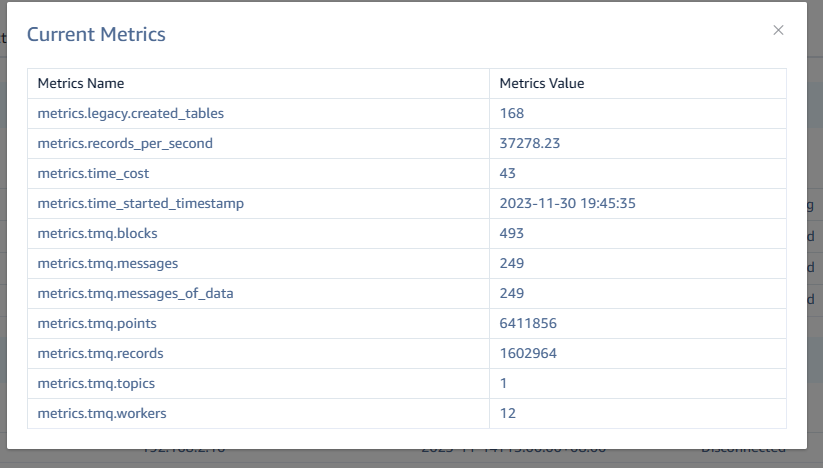 Current Metrics
Metrics Name Metrics Value
metrics.legacy.created_tables 168
metrics.records_per_second 37278.23
metrics.time_cost 43
metrics.time_started_timestamp 2023-11-30 19:45:35
metrics.tmq.blocks 493
metrics.tmq.messages 249
metrics.tmq.messages_of_data 249
metrics.tmq.points 6411856
metrics.tmq.records 1602964
metrics.tmq.topics 1
metrics.tmq.workers 12